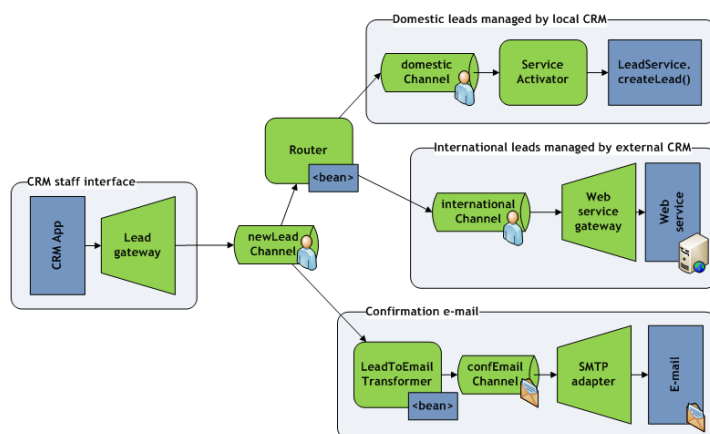 Domestic leads managed by local CRM
domestic
Channel
Service
Activator
LeadService.
createLead()
Router
<bean>
International leads managed by external CRM
international
Channel
Web
service
gateway
Web
service
CRM staff interface
CRM App
Lead
gateway
newLead
Channel
Confirmation e-mail
LeadToEmail
Transformer
<bean>
confEmail
Channel
SMTP
adapter
E-mail